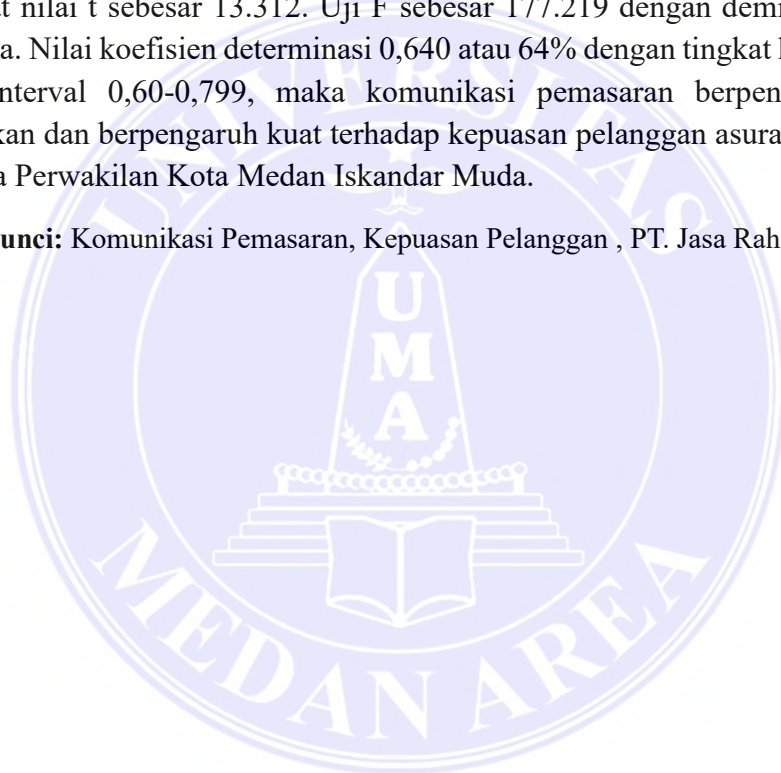 nilai t sebesar 13.312. Uji F sebesar 177.219 dengan
Nilai koefisien determinasi 0,640 atau 64% dengan tingkat
nterval 0,60-0,799, maka komunikasi pemasaran berpen
kan dan berpengaruh kuat terhadap kepuasan pelanggan asura
a Perwakilan Kota Medan Iskandar Muda.
unci: Komunikasi Pemasaran, Kepuasan Pelanggan , PT. Jasa Rah
UNIVERSITAS
U
M
A
MEDAN AREA